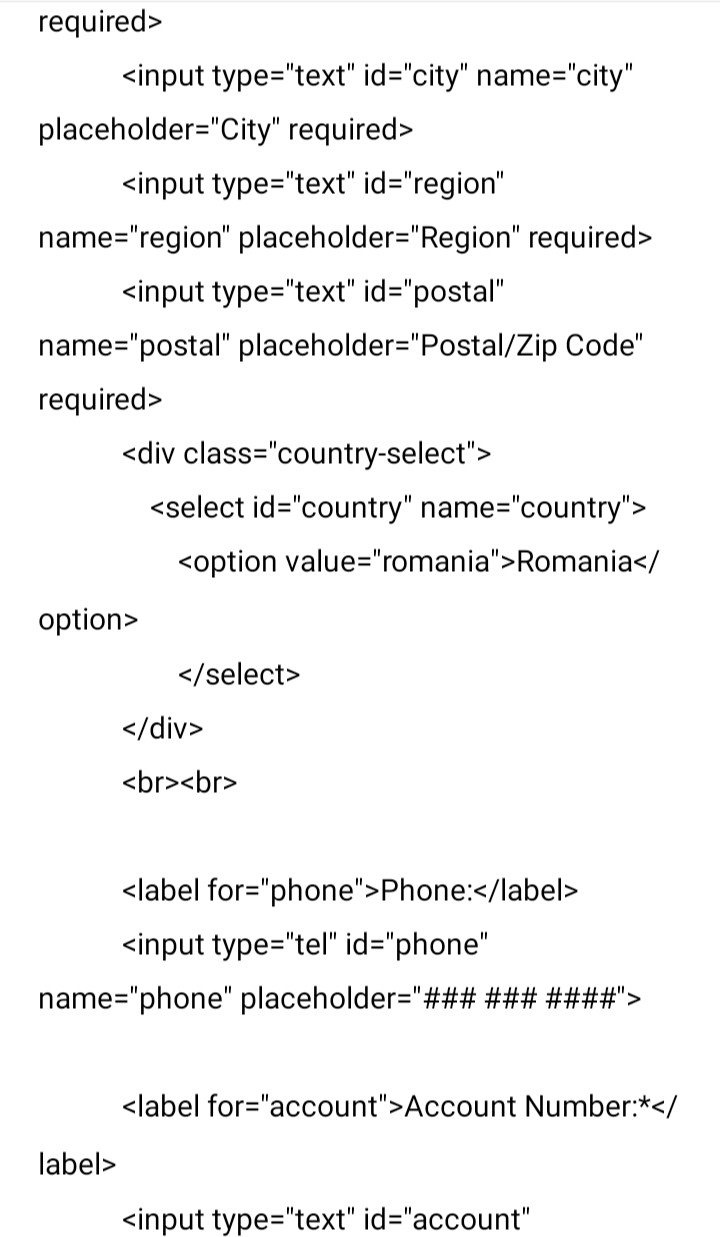 required>
<input type="text" id="city" name="city"
placeholder="City" required>
<input type="text" id="region"
name="region" placeholder="Region" required>
<input type="text" id="postal"
name="postal" placeholder="Postal/Zip Code"
required>
<div class="country-select">
<select id="country" name="country">
<option value="romania">Romania</
option>
</select>
</div>
<br><br>
<label for="phone">Phone:</label>
<input type="tel" id="phone"
name="phone" placeholder="### ### ####">
<label for="account">Account Number:*</
label>
<input type="text" id="account"